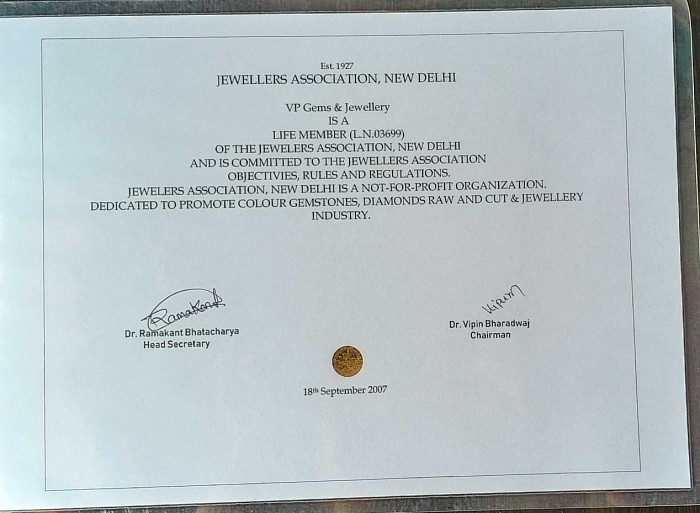 Est. 1927
JEWELLERS ASSOCIATION, NEW DELHI
VP Gems & Jewellery
IS A
LIFE MEMBER (L.N.03699)
OF THE JEWELERS ASSOCIATION, NEW DELHI
AND IS COMMITTED TO THE JEWELLERS ASSOCIATION
OBJECTIVIES, RULES AND REGULATIONS.
JEWELERS ASSOCIATION, NEW DELHI IS A NOT-FOR-PROFIT ORGANIZATION.
DEDICATED TO PROMOTE COLOUR GEMSTONES, DIAMONDS RAW AND CUT & JEWELLERY
INDUSTRY.
Dr. Ramakant Bhatacharya
Head Secretary
Dr. Vipin Bharadwaj
Chairman
18th September 2007